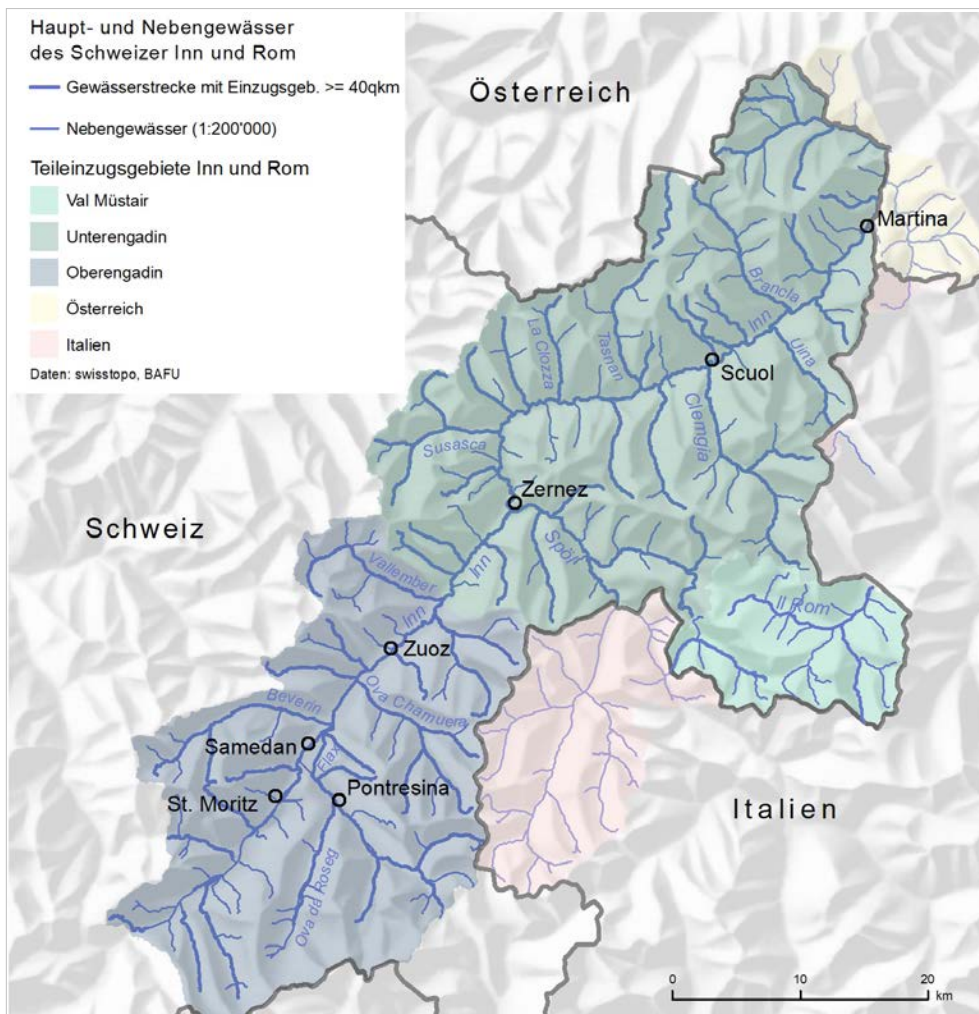 Haupt- und Nebengewässer
des Schweizer Inn und Rom
Gewässerstrecke mit Einzugsgeb. >= 40qkm
Nebengewässer (1:200'000)
Teileinzugsgebiete Inn und Rom
Val Müstair
Unterengadin
Oberengadin
Österreich
Italien
Daten: swisstopo, BAFU
Österreich
Martina
Brancla
Inn
La Clozza
Tasnan
Uina
Scuol
Clemgia
Susasca
Zernez
Schweiz
Spöl
Inn
Vallember
Il Rom
Inn
Zuoz
Ova Chamuera
Beverin
Samedan
Flax
Pontresina
St. Moritz
Italien
Ova da Roseg
0 10 20
km